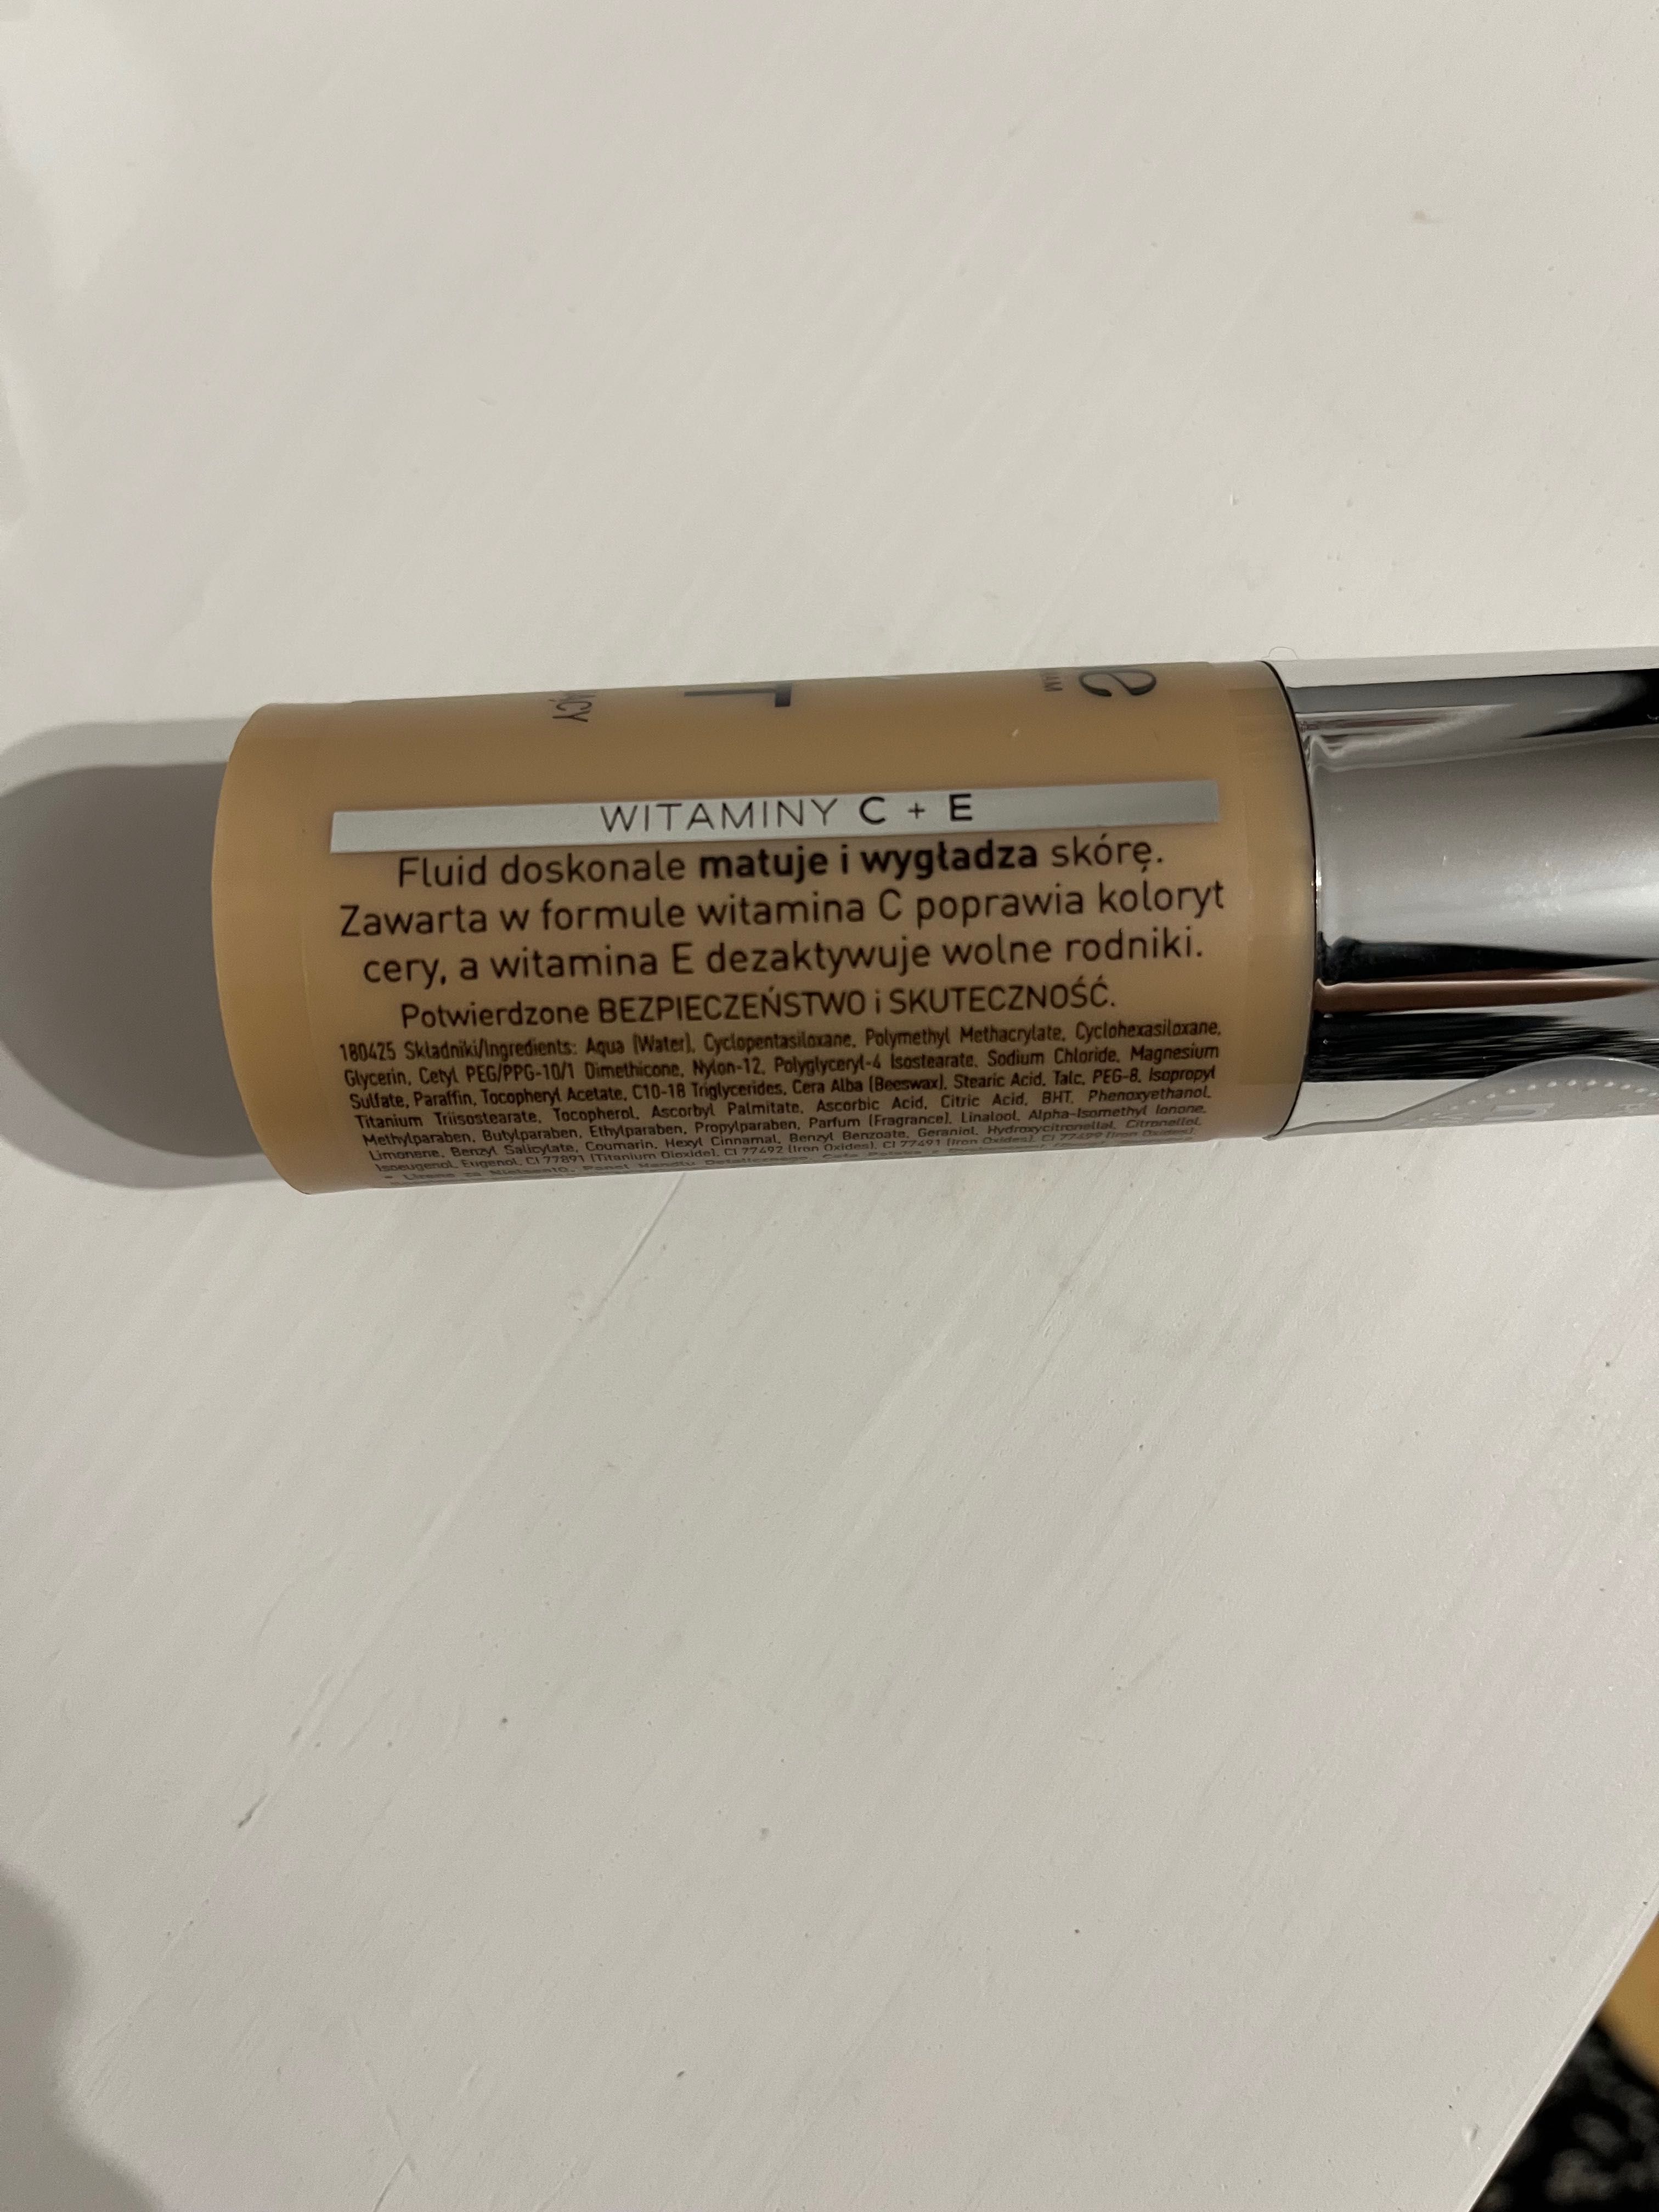 WITAMINY C + E
Fluid doskonale matuje i wygładza skórę.
Zawarta w formule witamina C poprawia koloryt
cery, a witamina E dezaktywuje wolne rodniki.
Potwierdzone BEZPIECZEŃSTWO i SKUTECZNOŚĆ.
180425 Składniki/Ingredients: Aqua (Water), Cyclopentasiloxane, Polymethyl Methacrylate, Cyclohexasiloxane,
Glycerin, Cetyl PEG/PPG-10/1 Dimethicone, Nylon-12, Polyglyceryl-4 Isostearate, Sodium Chloride, Magnesium
Sulfate, Paraffin, Tocopheryl Acetate, C10-18 Triglycerides, Cera Alba (Beeswax), Stearic Acid, Talc, PEG-8, Isopropyl
Titanium Triisostearate, Tocopherol, Ascorbyl Palmitate, Ascorbic Acid, Citric Acid, BHT, Phenoxyethanol,
Methylparaben, Butylparaben, Ethylparaben, Propylparaben, Parfum (Fragrance), Linalool, Alpha-Isomethyl Ionone,
Limonene, Benzyl Salicylate, Coumarin, Hexyl Cinnamal, Benzyl Benzoate, Geraniol, Hydroxycitronellal, Citronellol,
Isoeugenol, Eugenol, CI 77891 (Titanium Dioxide), CI 77492 (Iron Oxides), CI 77491 (Iron Oxides), CI 77499 (Iron Oxides).
ĄCY
T
e